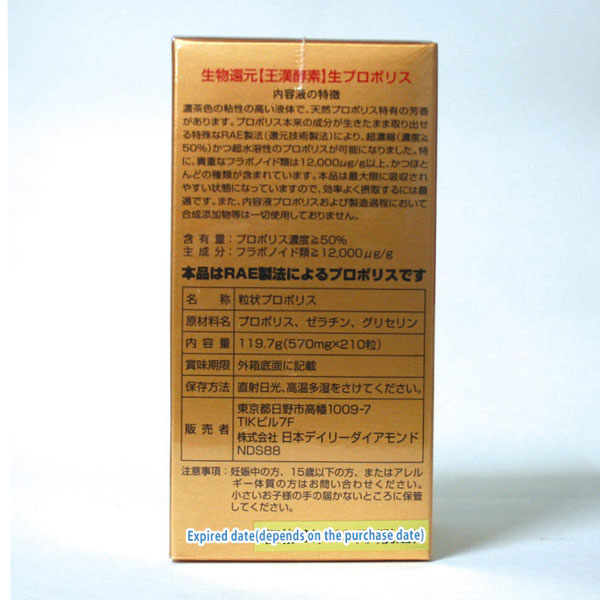 生物還元【王漢酵素】生プロポリス
内容液の特徴
濃茶色の粘性の高い液体で、天然プロポリス特有の芳香
があります。プロポリス本来の成分が生きたまま取り出せ
る特殊なRAE製法(還元技術製法)により、超濃縮(濃度≧
50%)かつ超水溶性のプロポリスが可能になりました。特
に、貴重なフラボノイド類は12,000μg/g以上、かつほと
んどの種類が含まれています。本品は最大限に吸収され
やすい状態になっていますので、効率よく摂取するには最
適です。また、内容液プロポリスおよび製造過程において
合成添加物等は一切使用しておりません。
含有量:プロポリス濃度≧50%
主成分:フラボノイド類≧12,000μg/g
本品はRAE製法によるプロポリスです
名称 粒状プロポリス
原材料名 プロポリス、ゼラチン、グリセリン
内容量 119.7g(570mg×210粒)
賞味期限 外箱底面に記載
保存方法 直射日光、高温多湿をさけてください。
販売者 東京都日野市高幡1009-7
TIKビル7F
株式会社 日本デイリーダイアモンド
NDS88
注意事項:妊娠中の方、15歳以下の方、またはアレル
ギー体質の方はお問い合わせください。
小さいお子様の手の届かないところに保管
してください。
Expired date(depends on the purchase date)